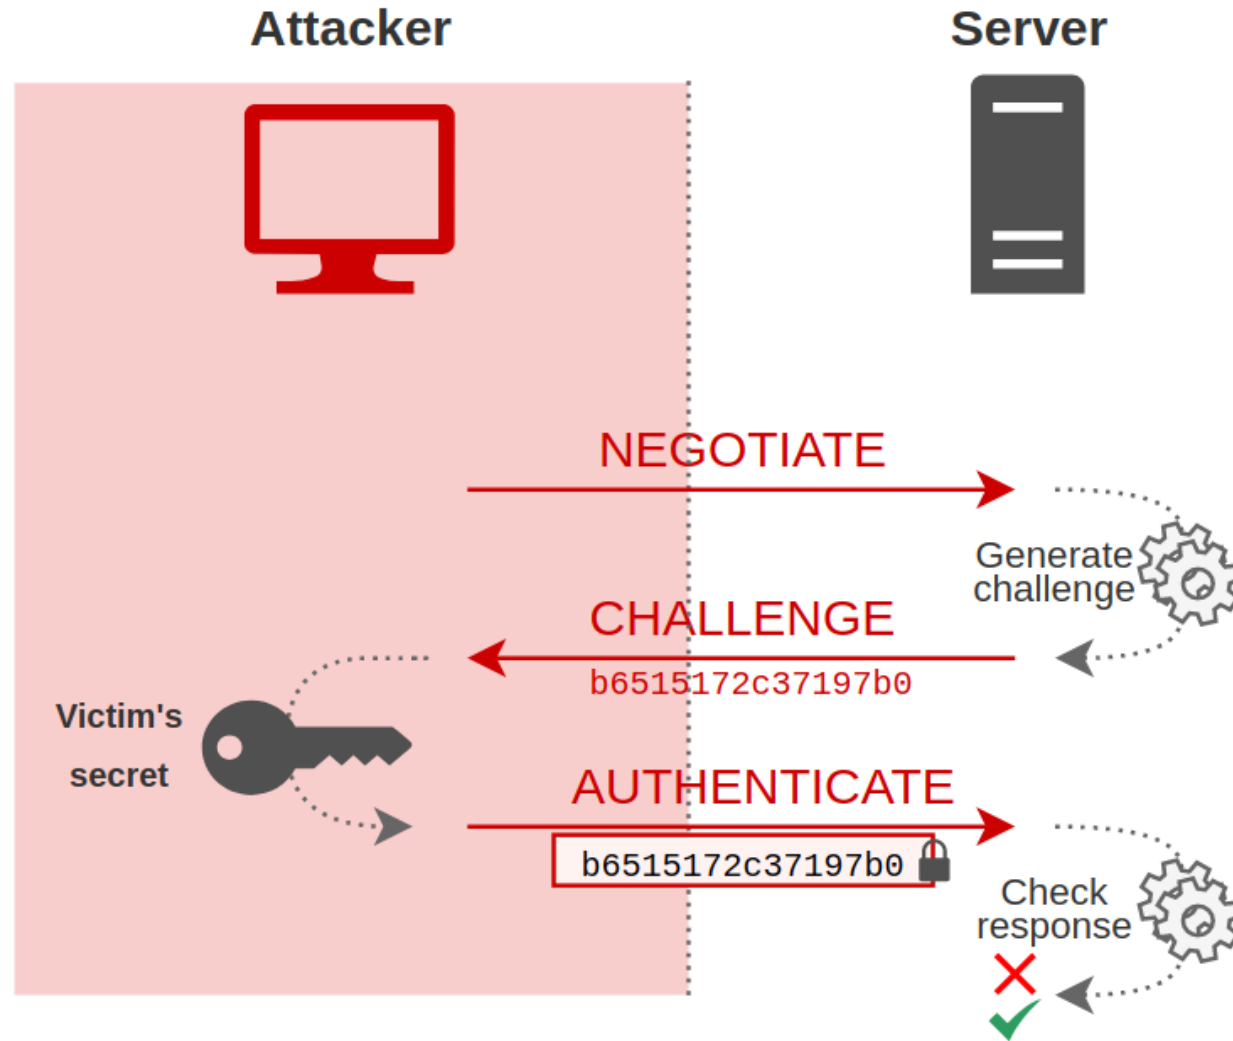 Attacker
Server
NEGOTIATE
Generate
challenge
CHALLENGE
b6515172c37197b0
Victim's
secret
AUTHENTICATE
b6515172c37197b0
Check
response